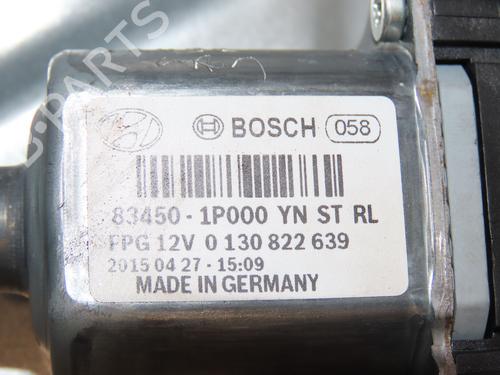 B-PARTS
BOSCH 058
83450 - 1P000 YN ST RL
FPG 12V 0 130 822 639
2015 04 27 - 15:09
MADE IN GERMANY